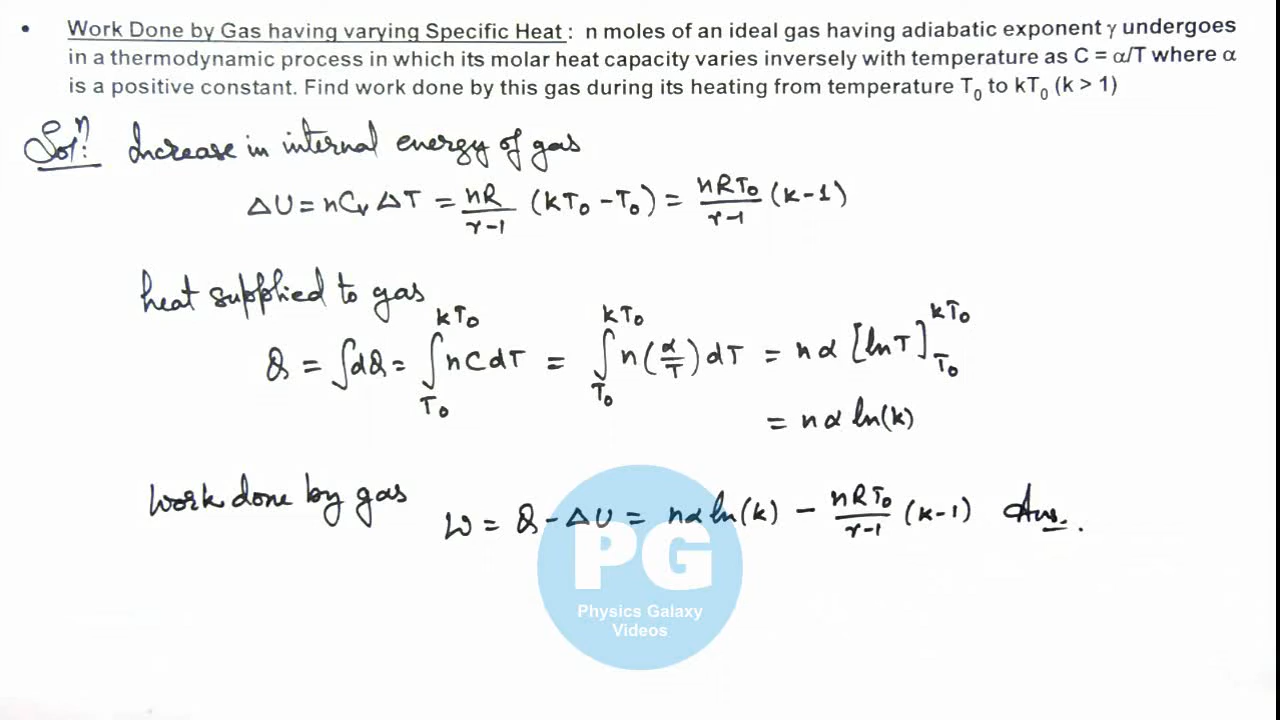 • Work Done by Gas having varying Specific Heat : n moles of an ideal gas having adiabatic exponent γ undergoes
in a thermodynamic process in which its molar heat capacity varies inversely with temperature as C = α/T where α
is a positive constant. Find work done by this gas during its heating from temperature T₀ to kT₀ (k > 1)
Solⁿ: Increase in internal energy of gas
ΔU = nCᵥ ΔT = nR/(γ-1) (kT₀ - T₀) = nRT₀/(γ-1) (k-1)
heat supplied to gas
Q = ∫dQ = ∫_{T₀}^{kT₀} nCdT = ∫_{T₀}^{kT₀} n(α/T)dT = nα [lnT]_{T₀}^{kT₀}
= nα ln(k)
work done by gas
W = Q - ΔU = nα ln(k) - nRT₀/(γ-1) (k-1) Ans.
PG
Physics Galaxy
Videos